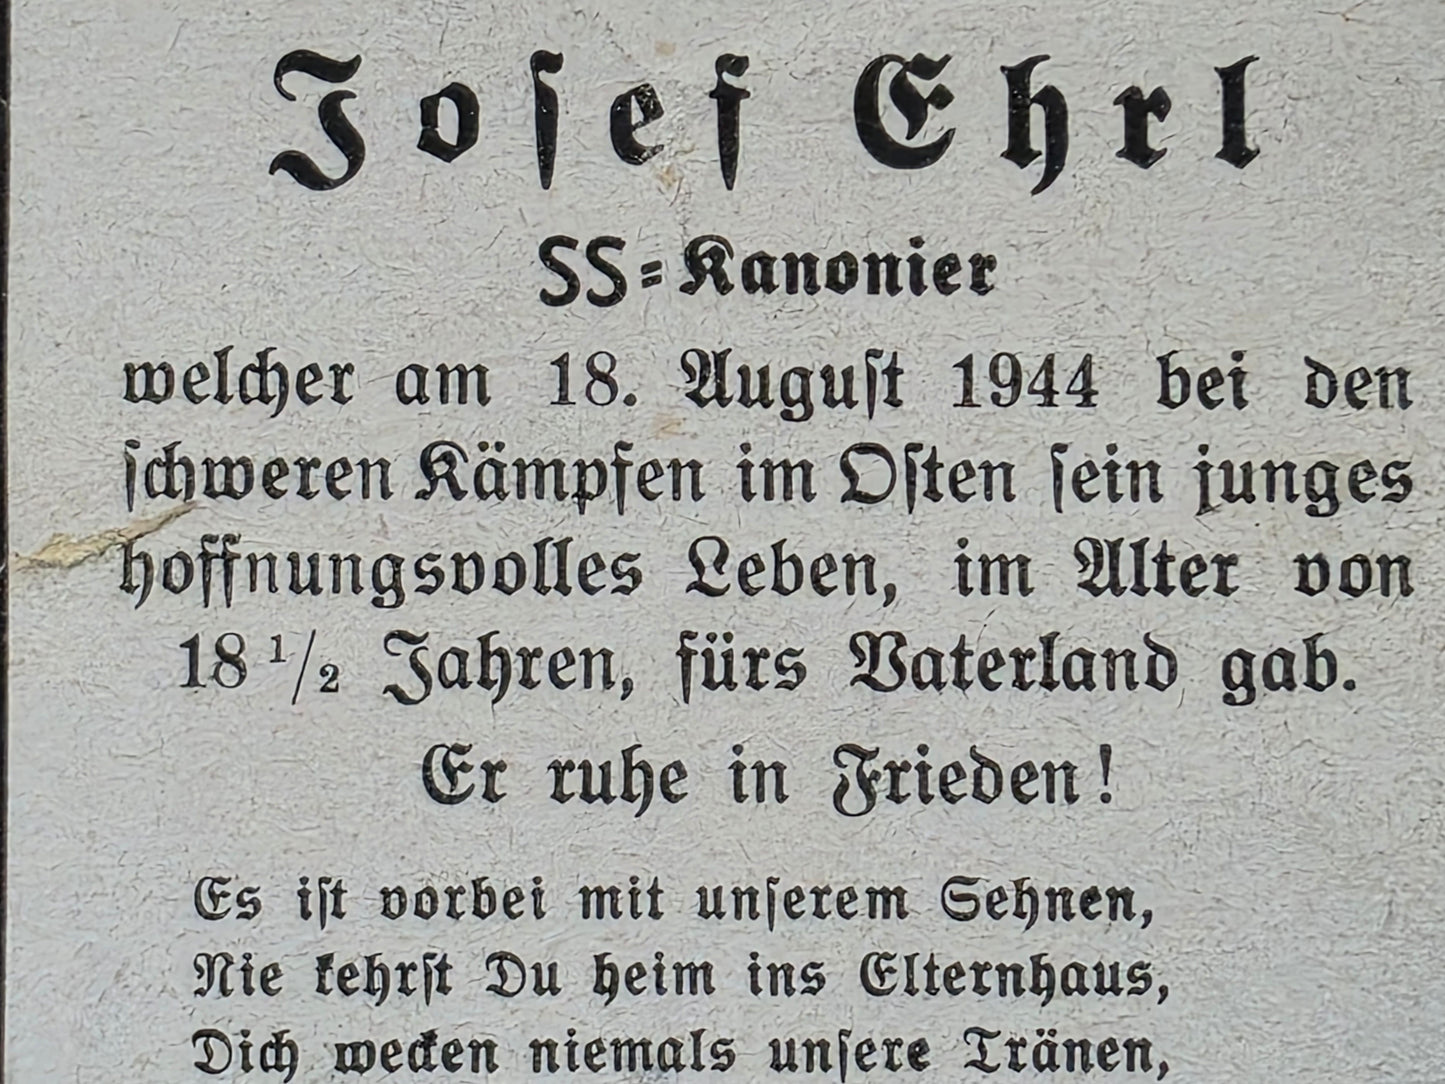 Josef Ehrl
SS=Kanonier
welcher am 18. August 1944 bei den
schweren Kämpfen im Osten sein junges
hoffnungsvolles Leben, im Alter von
18 1/2 Jahren, fürs Vaterland gab.
Er ruhe in Frieden!
Es ist vorbei mit unserem Sehnen,
Nie kehrst Du heim ins Elternhaus,
Dich wecken niemals unsere Tränen,